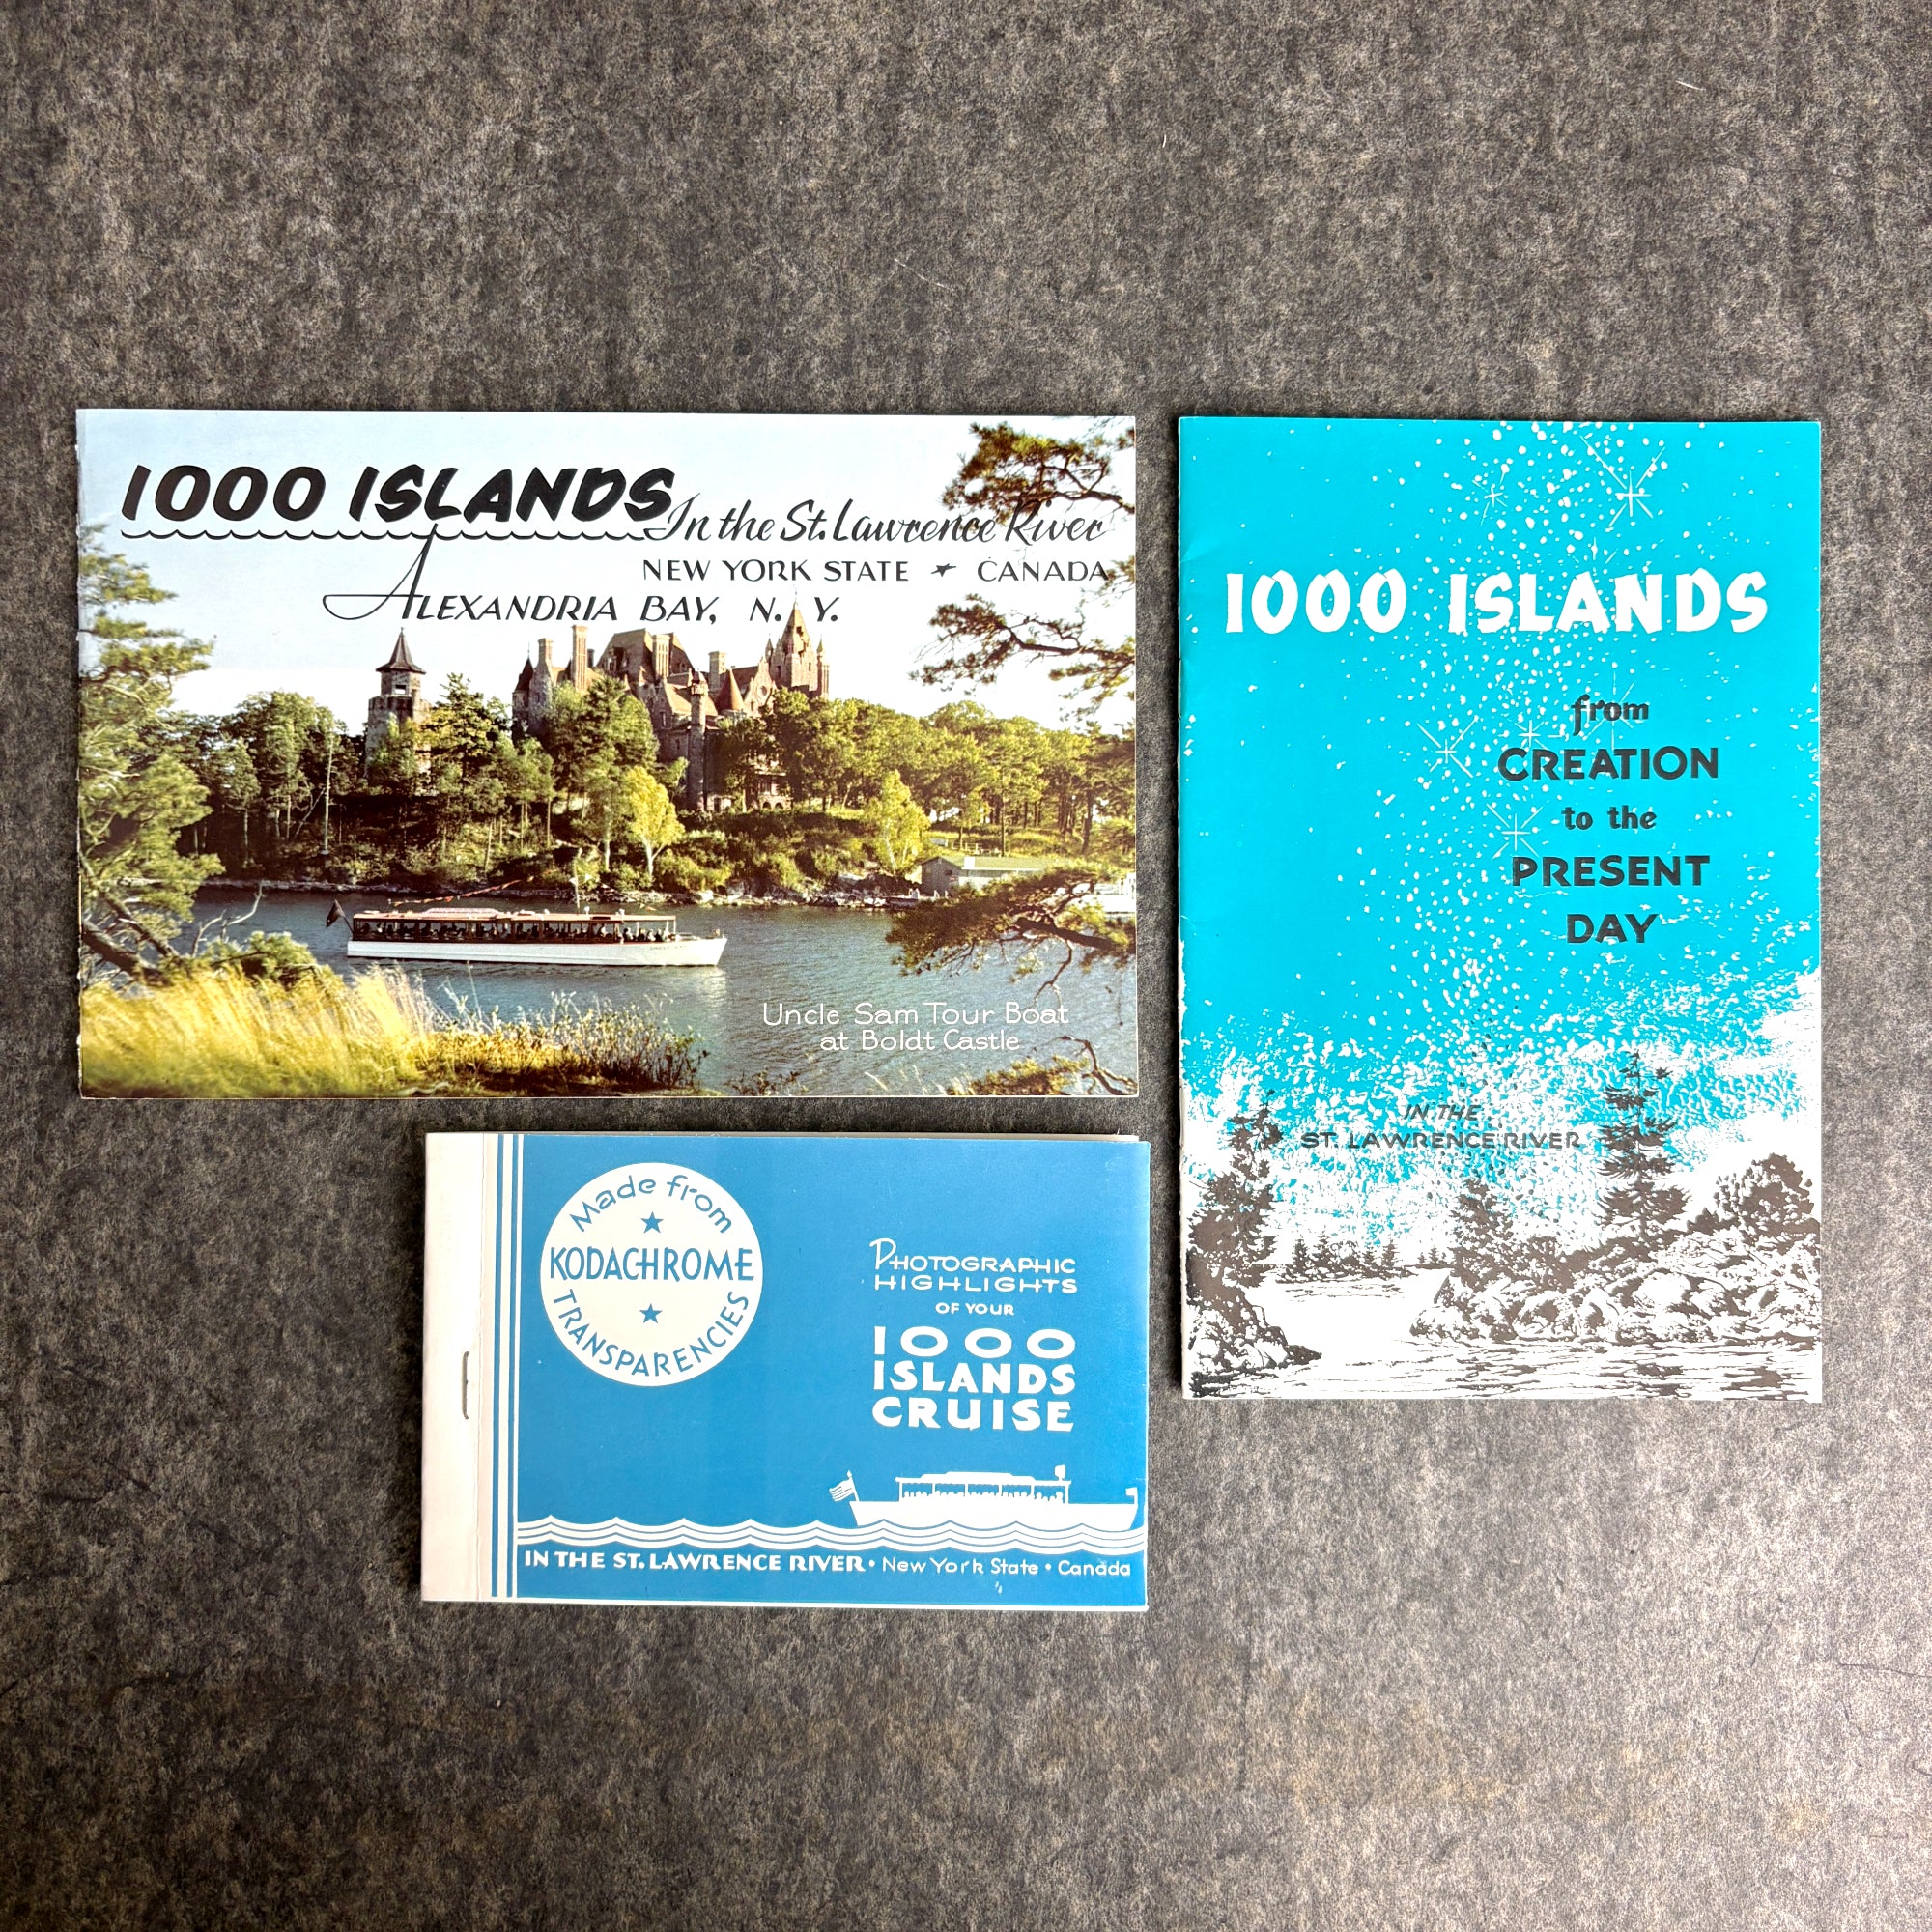 1000 ISLANDS In the St. Lawrence River
NEW YORK STATE ★ CANADA
ALEXANDRIA BAY, N. Y.
Uncle Sam Tour Boat
at Boldt Castle
1000 ISLANDS
from
CREATION
to the
PRESENT
DAY
IN THE
ST. LAWRENCE RIVER
Made from
★
KODACHROME
★
TRANSPARENCIES
PHOTOGRAPHIC
HIGHLIGHTS
OF YOUR
1000
ISLANDS
CRUISE
IN THE ST. LAWRENCE RIVER • New York State • Canada